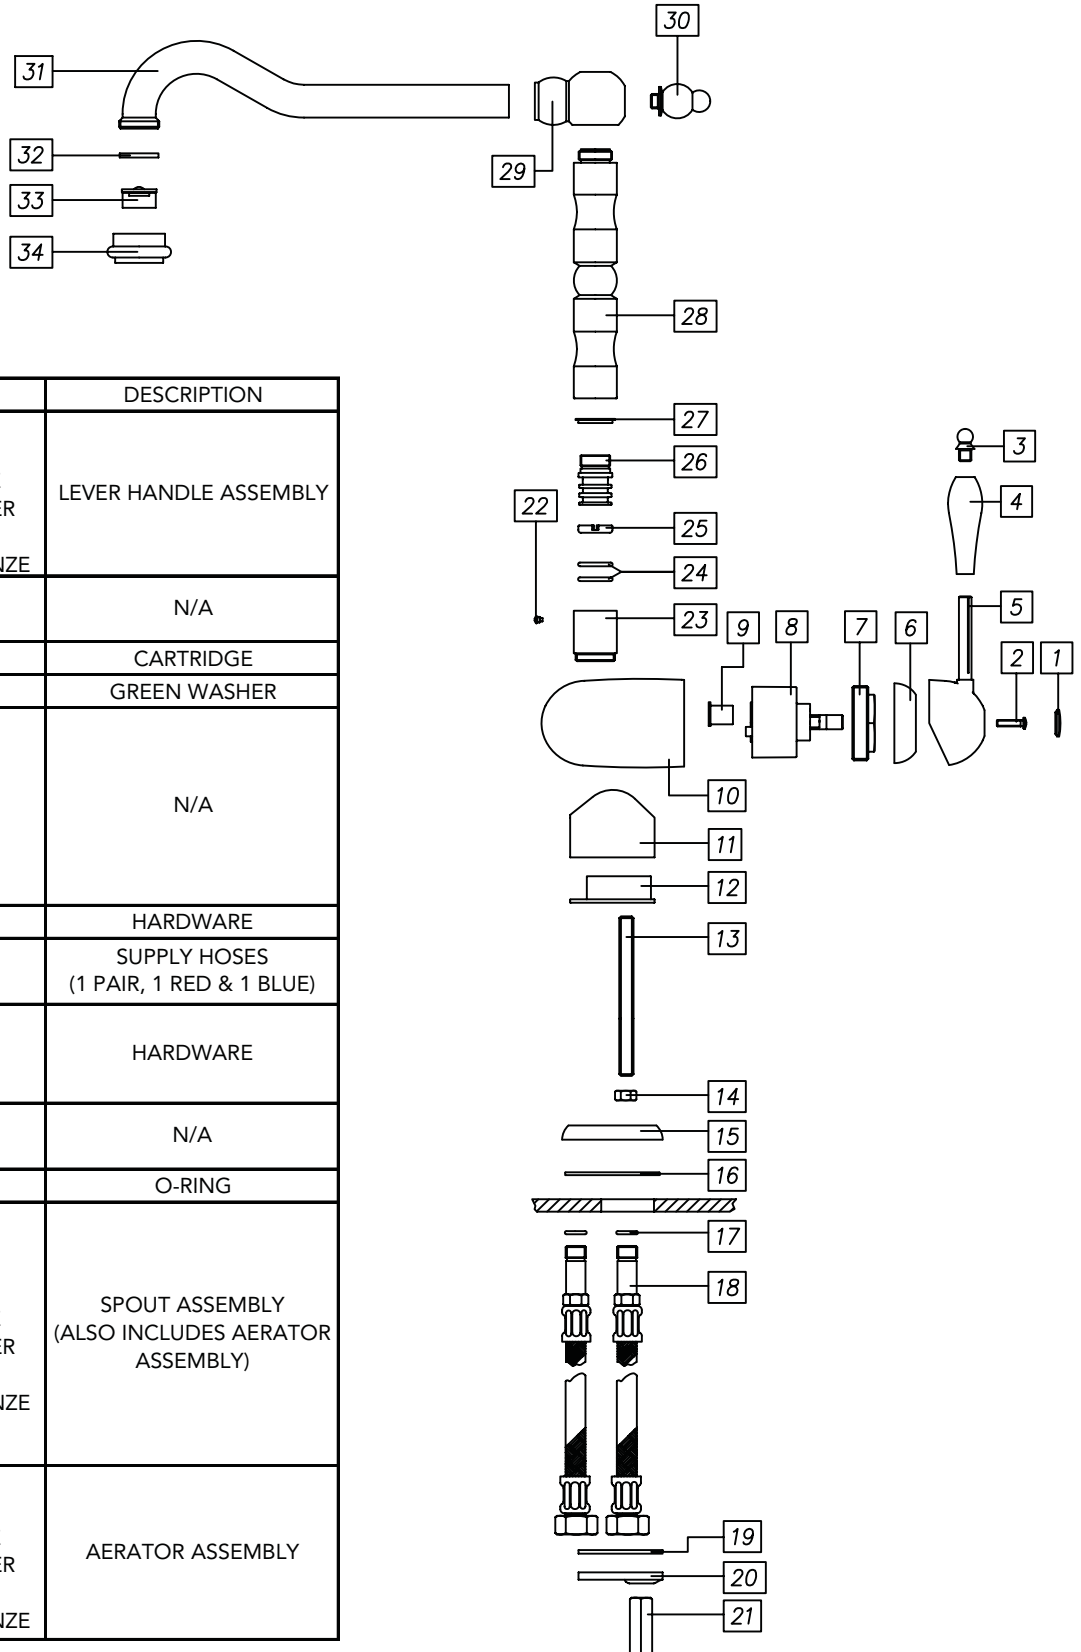 30
31
32
33
34
29
28
27
26
22
25
24
23
3
4
5
9
8
7
6
2
1
10
11
12
13
14
15
16
17
18
19
20
21
DESCRIPTION
LEVER HANDLE ASSEMBLY
ER
NZE
N/A
CARTRIDGE
GREEN WASHER
N/A
HARDWARE
SUPPLY HOSES
(1 PAIR, 1 RED & 1 BLUE)
HARDWARE
N/A
O-RING
SPOUT ASSEMBLY
(ALSO INCLUDES AERATOR
ER
ASSEMBLY)
NZE
AERATOR ASSEMBLY
ER
NZE